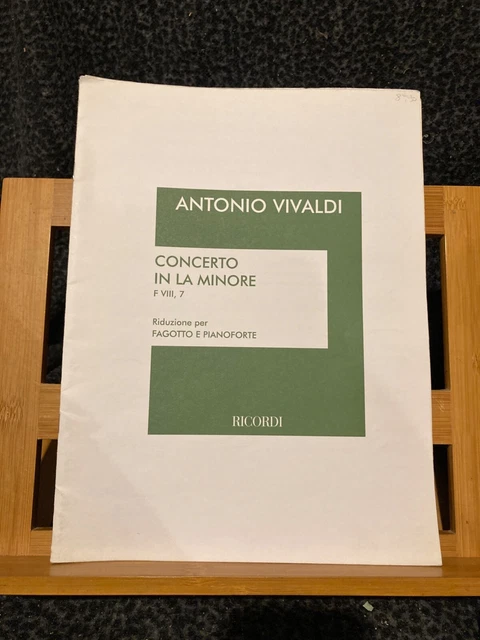 ANTONIO VIVALDI
CONCERTO
IN LA MINORE
F VIII, 7
Riduzione per
FAGOTTO E PIANOFORTE
RICORDI